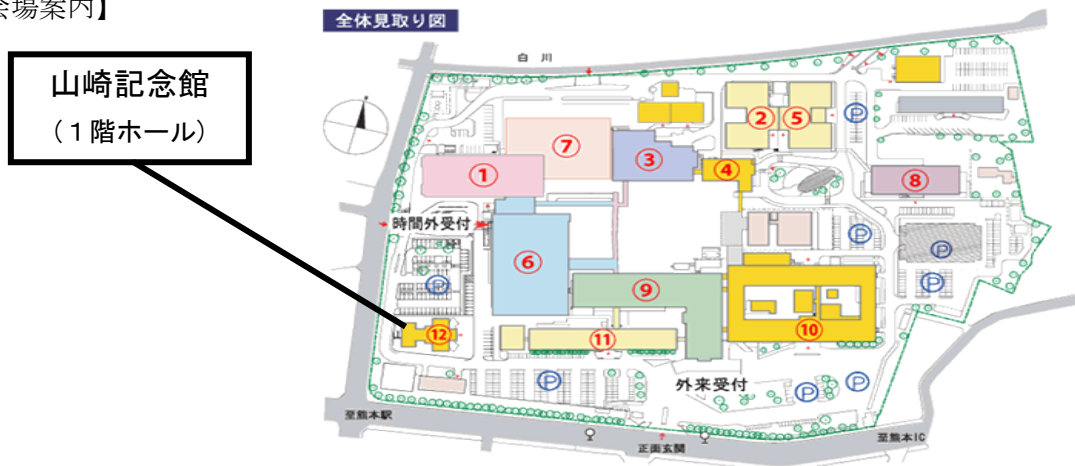 会場案内】
全体見取り図
山崎記念館
（１階ホール）
白川
② ⑤ Ⓟ
⑦ ③
① ④ ⑧
時間外受付
Ⓟ Ⓟ
⑥
Ⓟ Ⓟ
⑨
⑫ ⑪ ⑩
外来受付
Ⓟ Ⓟ Ⓟ
至熊本駅
正面玄関
至熊本IC